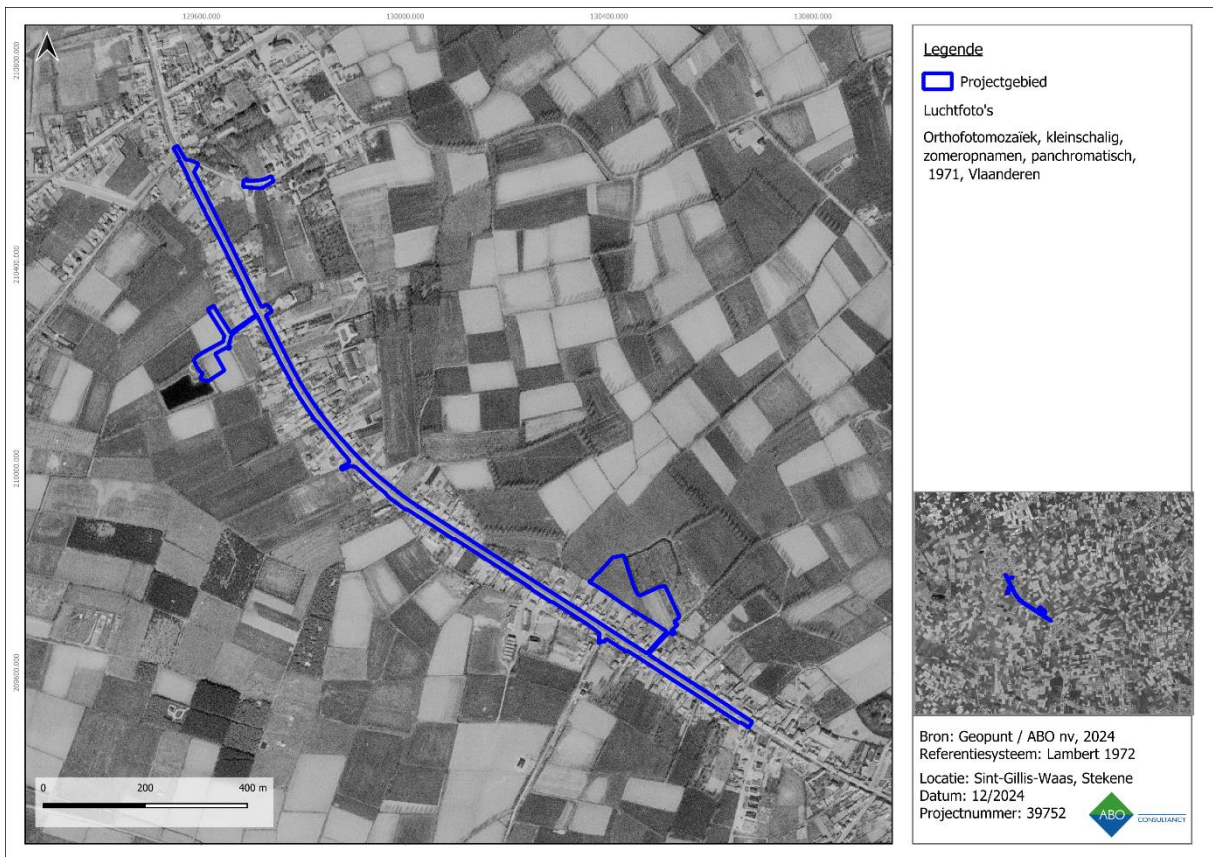 129600.000
130000.000
130400.000
130800.000
210800.000
210400.000
210000.000
209600.000
0
200
400 m
Legende
Projectgebied
Luchtfoto's
Orthofotomozaïek, kleinschalig,
zomeropnamen, panchromatisch,
1971, Vlaanderen
Bron: Geopunt / ABO nv, 2024
Referentiesysteem: Lambert 1972
Locatie: Sint-Gillis-Waas, Stekene
Datum: 12/2024
Projectnummer: 39752
ABO
CONSULTANCY